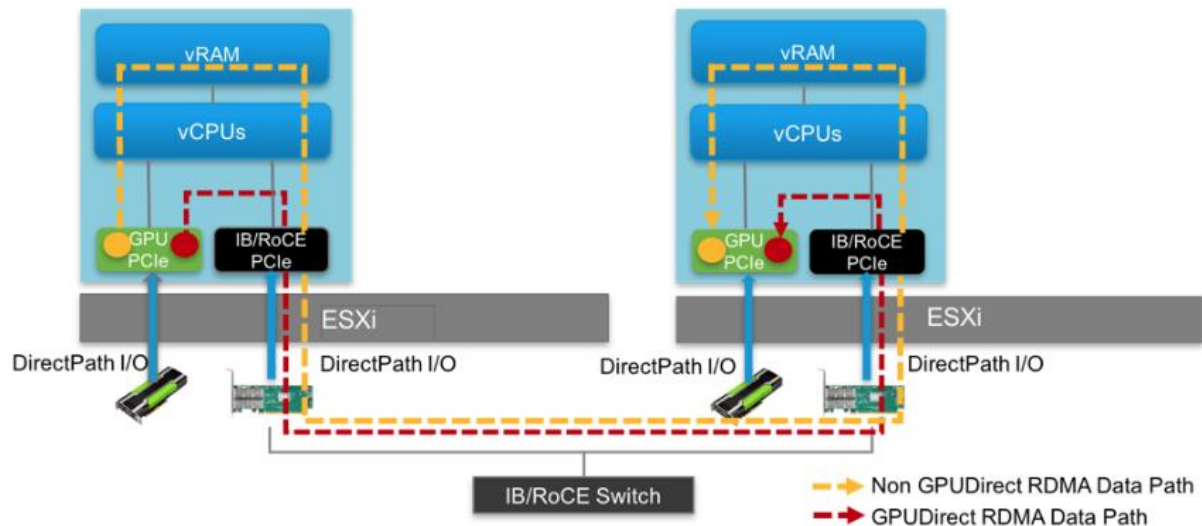 vRAM
vCPUs
GPU
PCIe
IB/RoCE
PCIe
ESXi
DirectPath I/O
DirectPath I/O
vRAM
vCPUs
GPU
PCIe
IB/RoCE
PCIe
ESXi
DirectPath I/O
DirectPath I/O
IB/RoCE Switch
Non GPUDirect RDMA Data Path
GPUDirect RDMA Data Path